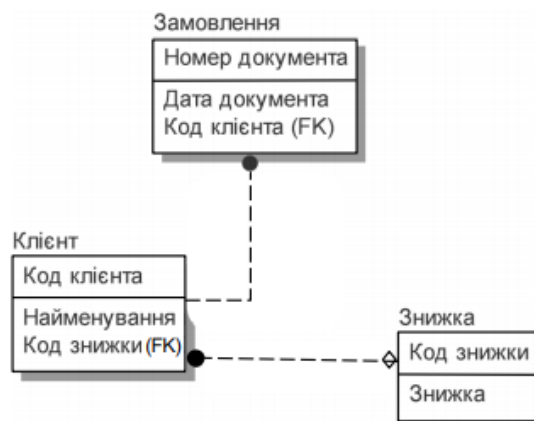 Замовлення
Номер документа
Дата документа
Код клієнта (FK)
Клієнт
Код клієнта
Найменування
Код знижки (FK)
Знижка
Код знижки
Знижка